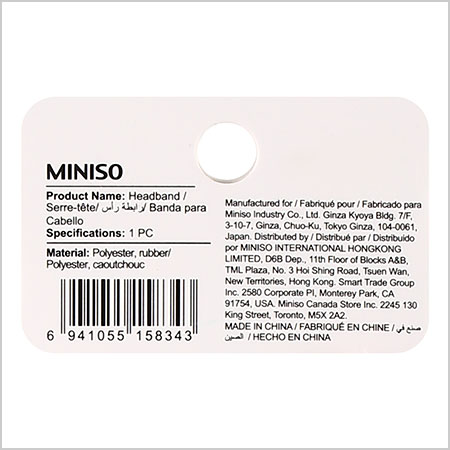 MINISO
Product Name: Headband /
Serre-tête/ رابطة رأس/ Banda para
Cabello
Specifications: 1 PC
Material: Polyester, rubber/
Polyester, caoutchouc
6 941055 158343
Manufactured for / Fabriqué pour / Fabricado para
Miniso Industry Co., Ltd. Ginza Kyoya Bldg. 7/F,
3-10-7, Ginza, Chuo-Ku, Tokyo Ginza, 104-0061,
Japan. Distributed by / Distribué par / Distribuido
por MINISO INTERNATIONAL HONGKONG
LIMITED, D6B Dep., 11th Floor of Blocks A&B,
TML Plaza, No. 3 Hoi Shing Road, Tsuen Wan,
New Territories, Hong Kong. Smart Trade Group
Inc. 2580 Corporate Pl, Monterey Park, CA
91754, USA. Miniso Canada Store Inc. 2245 130
King Street, Toronto, M5X 2A2.
MADE IN CHINA / FABRIQUÉ EN CHINE / صنع في
الصين / HECHO EN CHINA